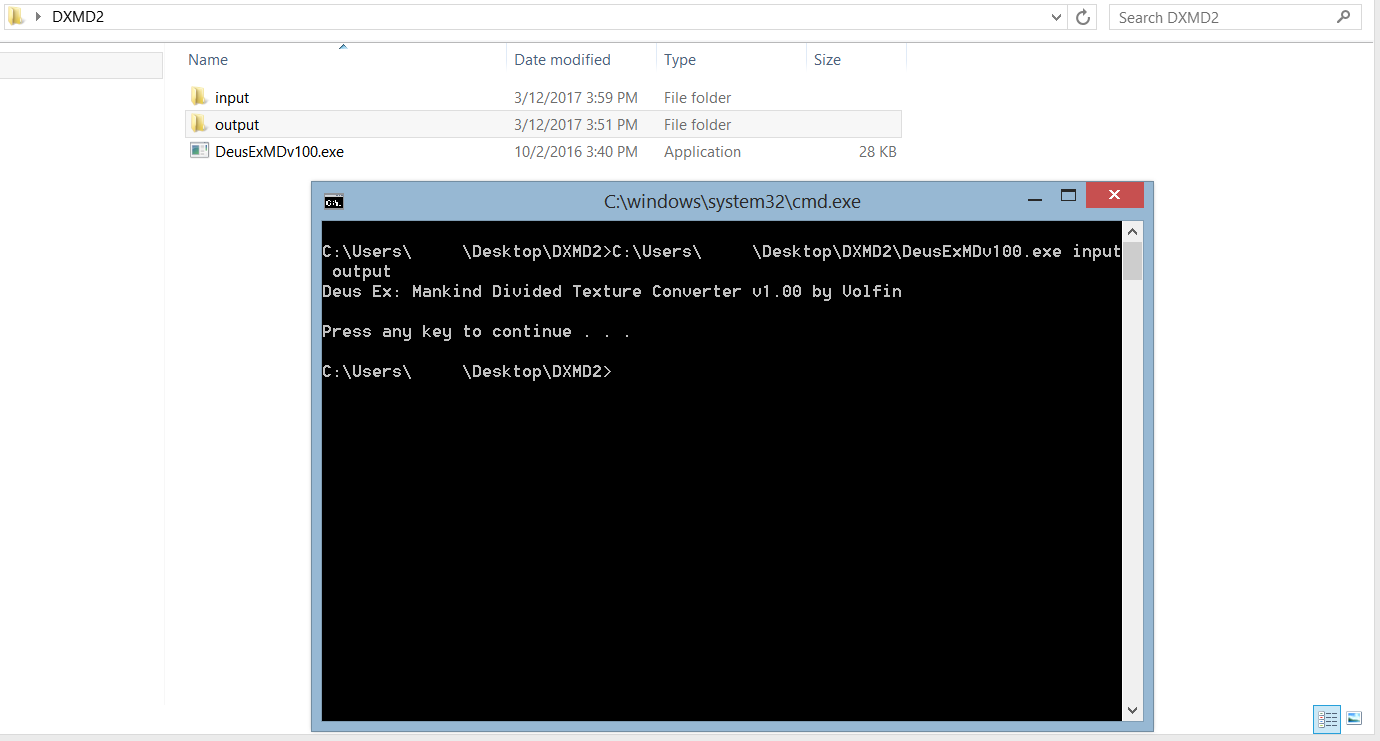 DXMD2
Search DXMD2
Name Date modified Type Size
input 3/12/2017 3:59 PM File folder
output 3/12/2017 3:51 PM File folder
DeusExMDv100.exe 10/2/2016 3:40 PM Application 28 KB
C:\windows\system32\cmd.exe
C:\Users\ \Desktop\DXMD2>C:\Users\ \Desktop\DXMD2\DeusExMDv100.exe input
output
Deus Ex: Mankind Divided Texture Converter v1.00 by Volfin
Press any key to continue . . .
C:\Users\ \Desktop\DXMD2>